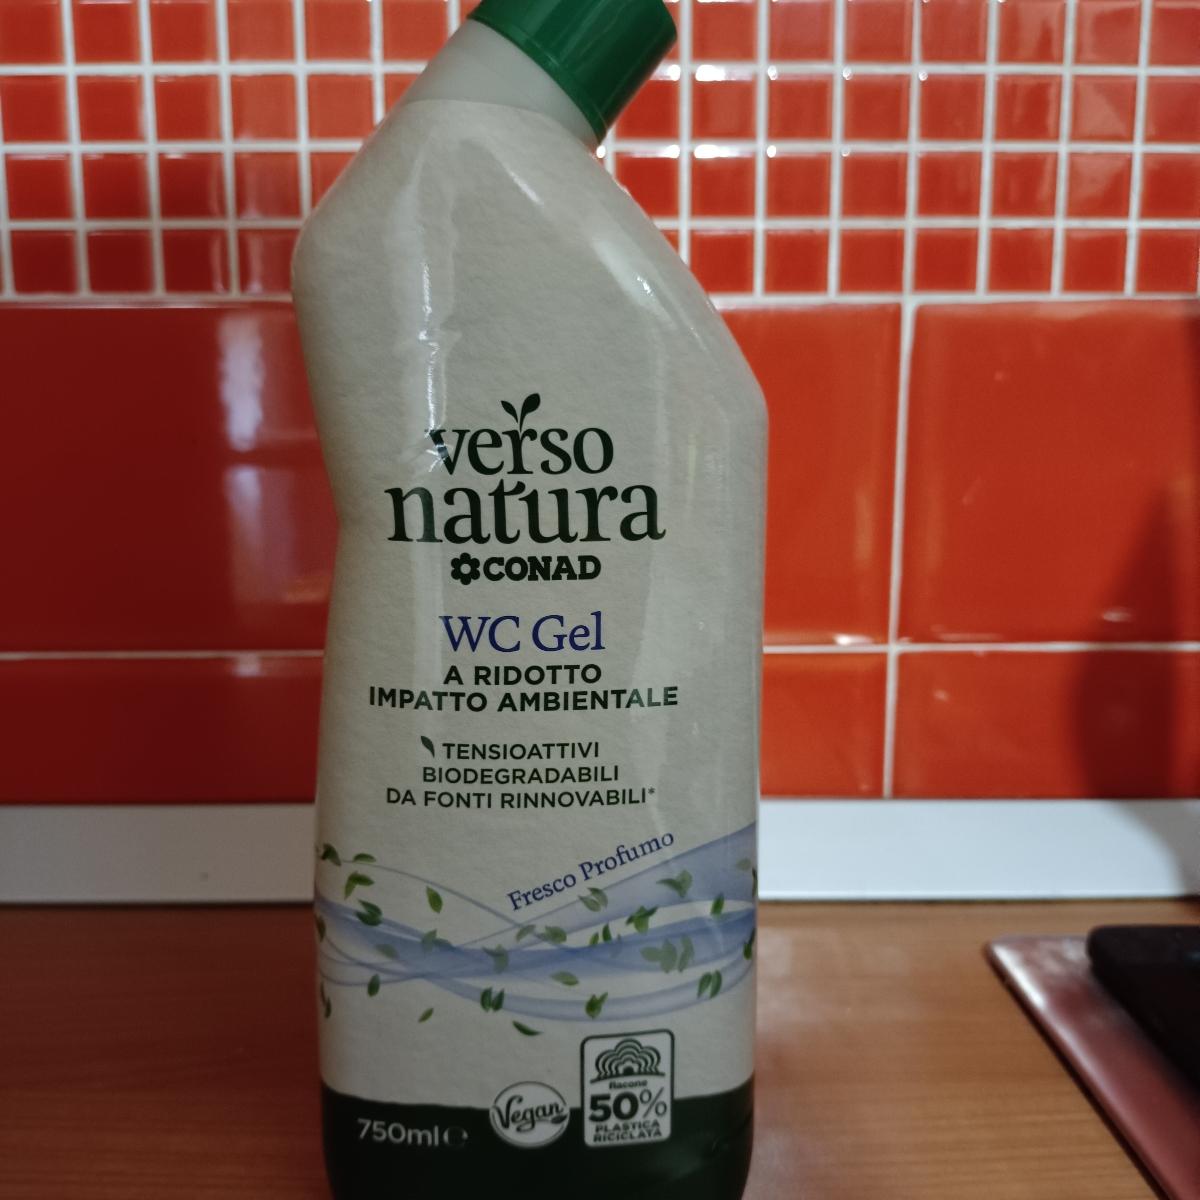 verso
natura
CONAD
WC Gel
A RIDOTTO
IMPATTO AMBIENTALE
TENSIOATTIVI
BIODEGRADABILI
DA FONTI RINNOVABILI*
Fresco Profumo
flacone
50%
PLASTICA
RICICLATA
Vegan
750ml ℮